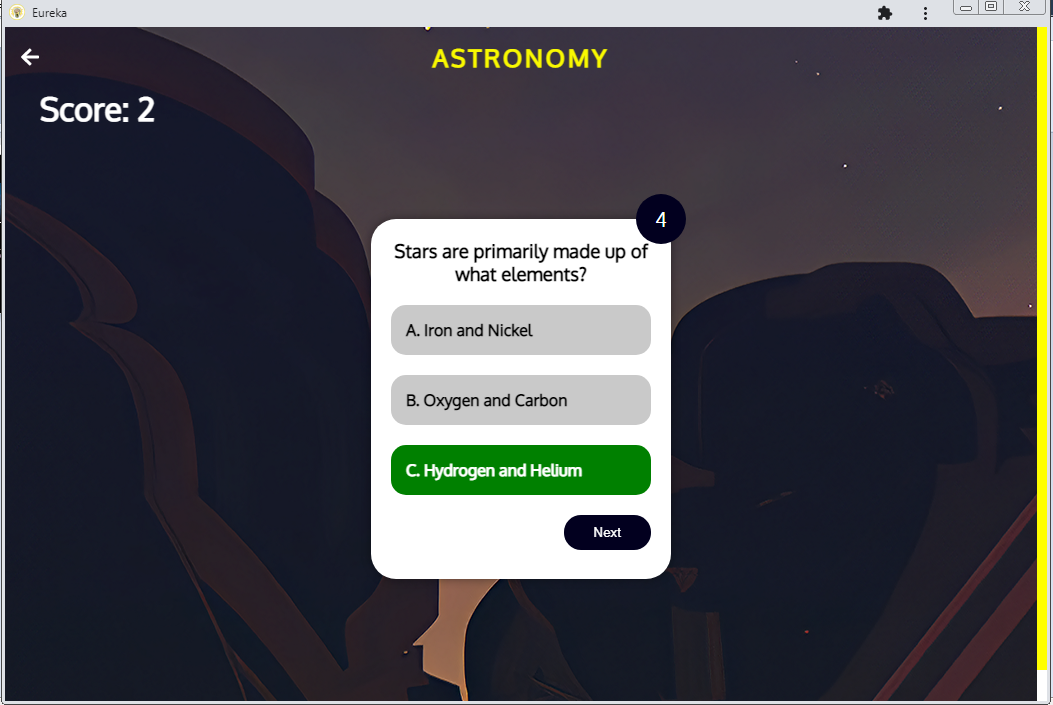 Eureka
ASTRONOMY
Score: 2
4
Stars are primarily made up of
what elements?
A. Iron and Nickel
B. Oxygen and Carbon
C. Hydrogen and Helium
Next